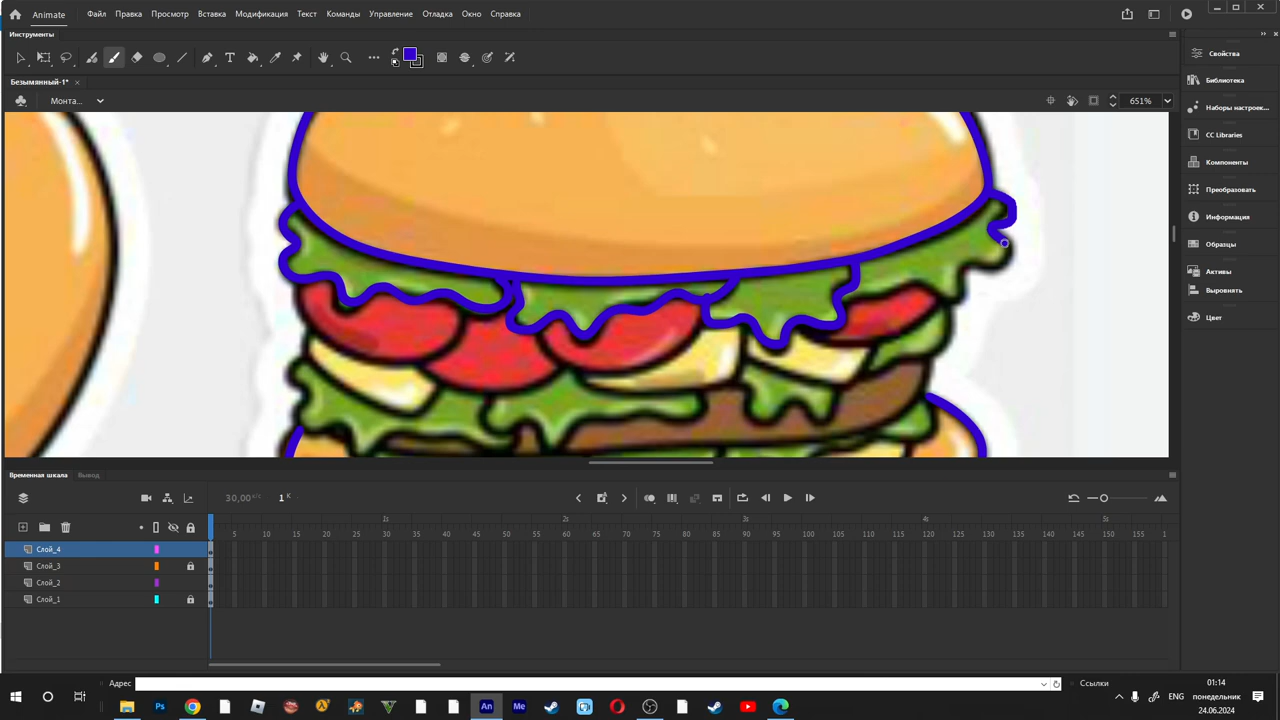 Animate
Файл Правка Просмотр Вставка Модификация Текст Команды Управление Отладка Окно Справка
Инструменты
Безымянный-1*
Монта...
651%
Свойства
Библиотека
Наборы настроек...
CC Libraries
Компоненты
Преобразовать
Информация
Образцы
Активы
Выровнять
Цвет
Временная шкала Вывод
30,00 к/с 1 К
1s 2s 3s 4s 5s
5 10 15 20 25 30 35 40 45 50 55 60 65 70 75 80 85 90 95 100 105 110 115 120 125 130 135 140 145 150 155 1
Слой_4
Слой_3
Слой_2
Слой_1
Адрес
Ссылки
Ps An Me
ENG
01:14
понедельник
24.06.2024